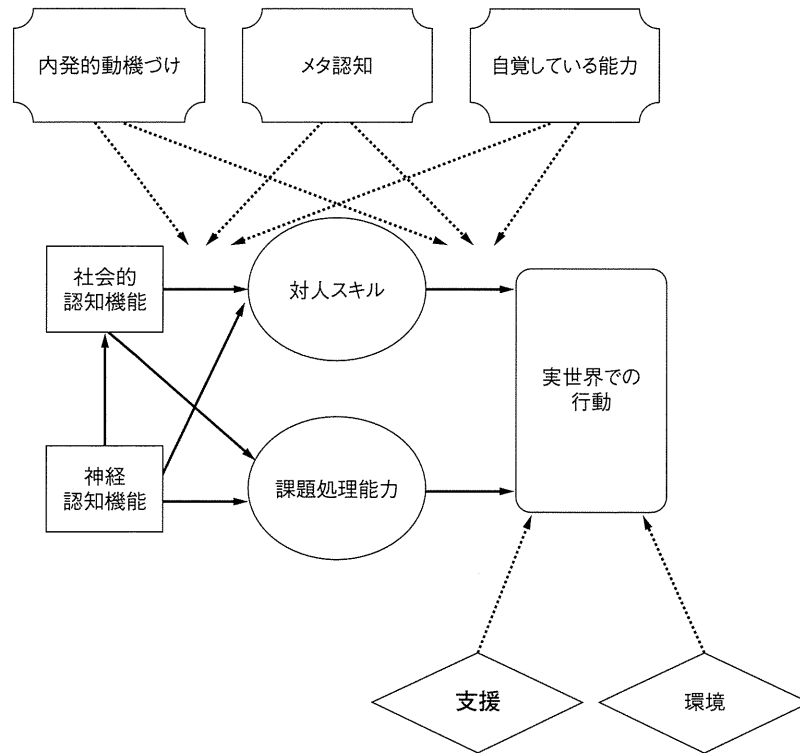 内発的動機づけ
メタ認知
自覚している能力
社会的
認知機能
対人スキル
実世界での
行動
神経
認知機能
課題処理能力
支援
環境